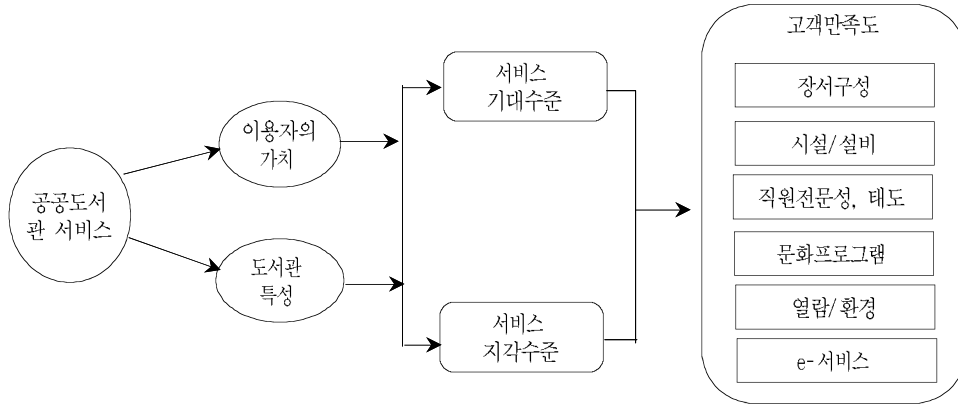 공공도서
관 서비스
이용자의
가치
도서관
특성
서비스
기대수준
서비스
지각수준
고객만족도
장서구성
시설/설비
직원전문성, 태도
문화프로그램
열람/환경
e-서비스